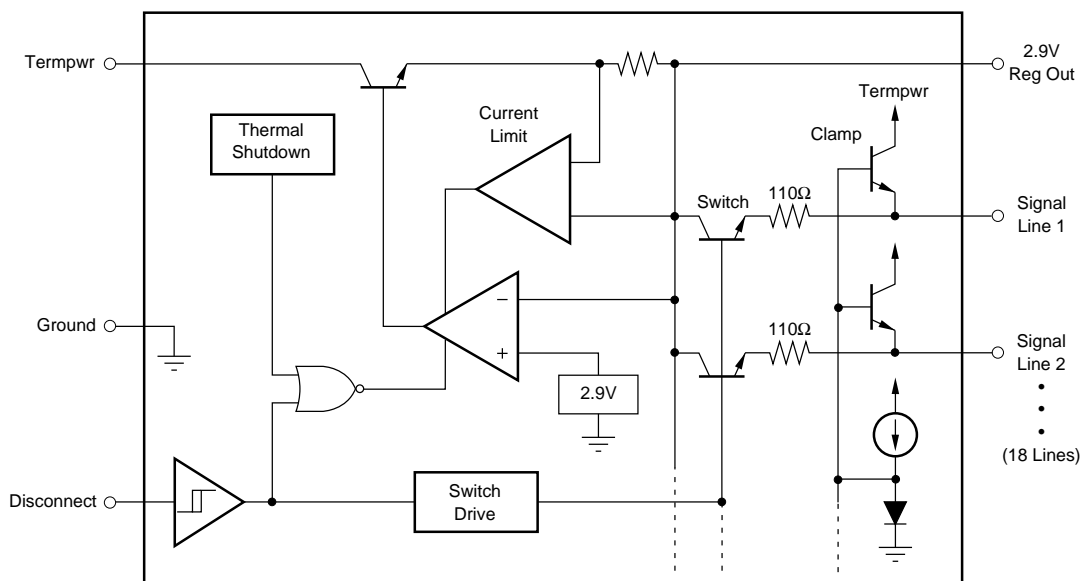 Termpwr
2.9V
Reg Out
Termpwr
Thermal
Shutdown
Current
Limit
Clamp
Switch
110Ω
Signal
Line 1
Ground
−
+
2.9V
110Ω
Signal
Line 2
(18 Lines)
Disconnect
Switch
Drive